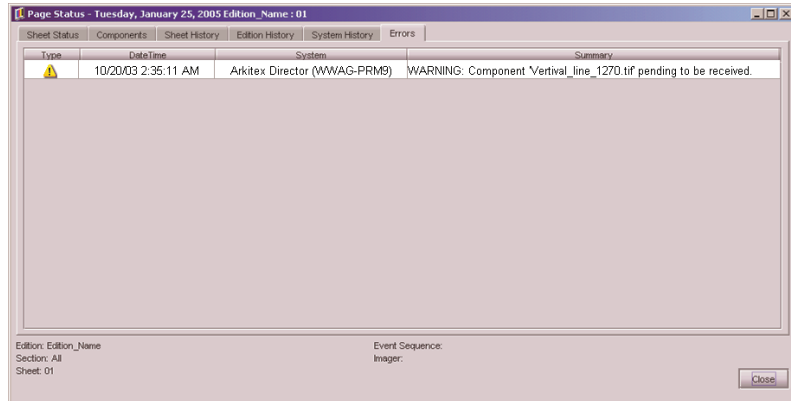 Page Status - Tuesday, January 25, 2005 Edition_Name : 01
Sheet Status Components Sheet History Edition History System History Errors
Type DateTime System Summary
10/20/03 2:35:11 AM Arkitex Director (WWAG-PRM9) WARNING: Component 'Vertival_line_1270.tif' pending to be received.
Edition: Edition_Name Event Sequence:
Section: All Imager:
Sheet: 01
Close